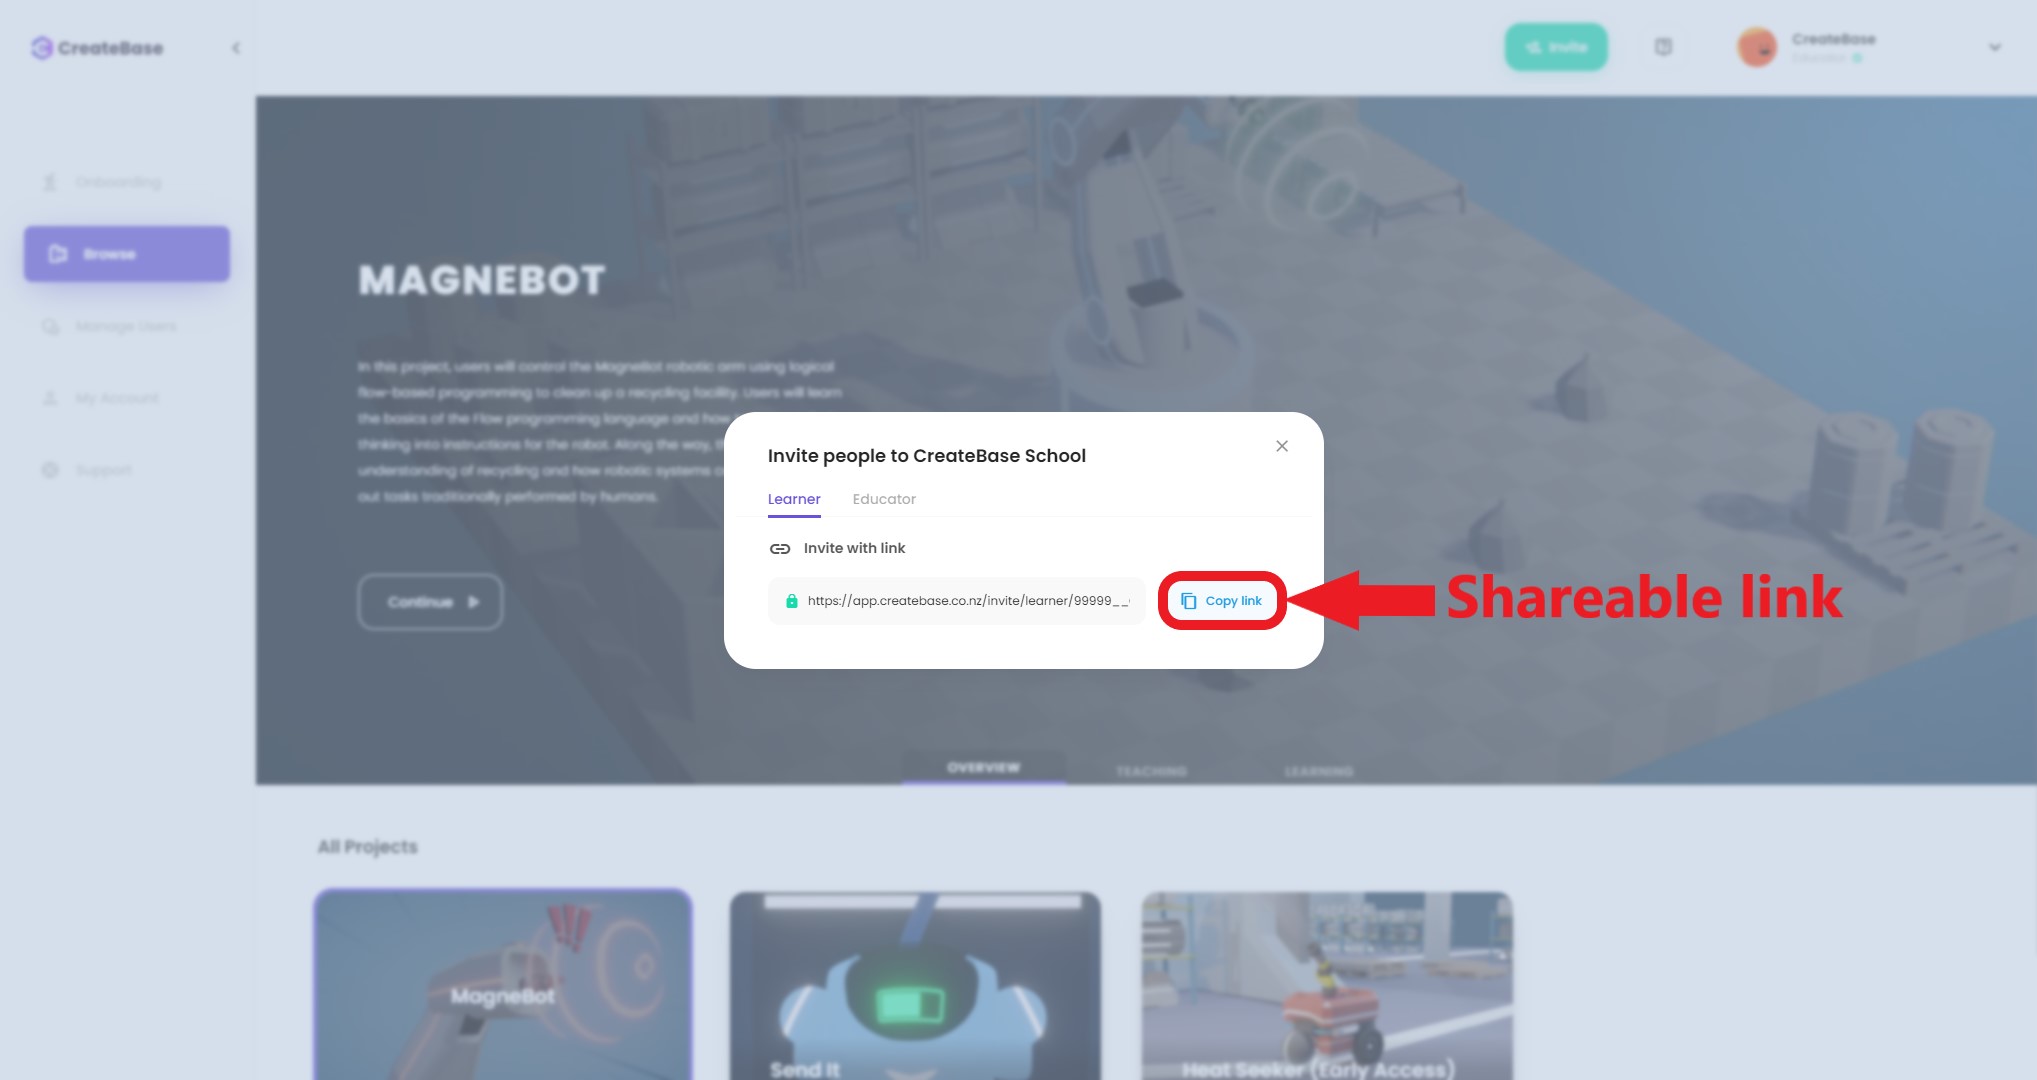 CreateBase
Invite
CreateBase
Educator
Onboarding
Browse
Manage Users
My Account
Support
MAGNEBOT
In this project, users will control the MagneBot robotic arm using logical
flow-based programming to clean up a recycling facility. Users will learn
the basics of the Flow programming language and how
thinking into instructions for the robot. Along the way,
understanding of recycling and how robotic systems
out tasks traditionally performed by humans.
Continue
Invite people to CreateBase School
Learner Educator
Invite with link
https://app.createbase.co.nz/invite/learner/99999__
Copy link
Shareable link
OVERVIEW TEACHING LEARNING
All Projects
MagneBot
Send It
Heat Seeker (Early Access)